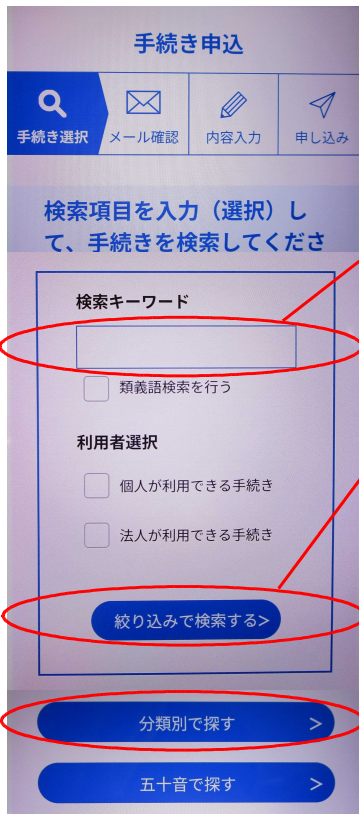 手続き申込
手続き選択
メール確認
内容入力
申し込み
検索項目を入力（選択）し
て、手続きを検索してくださ
検索キーワード
類義語検索を行う
利用者選択
個人が利用できる手続き
法人が利用できる手続き
絞り込みで検索する>
分類別で探す >
五十音で探す >